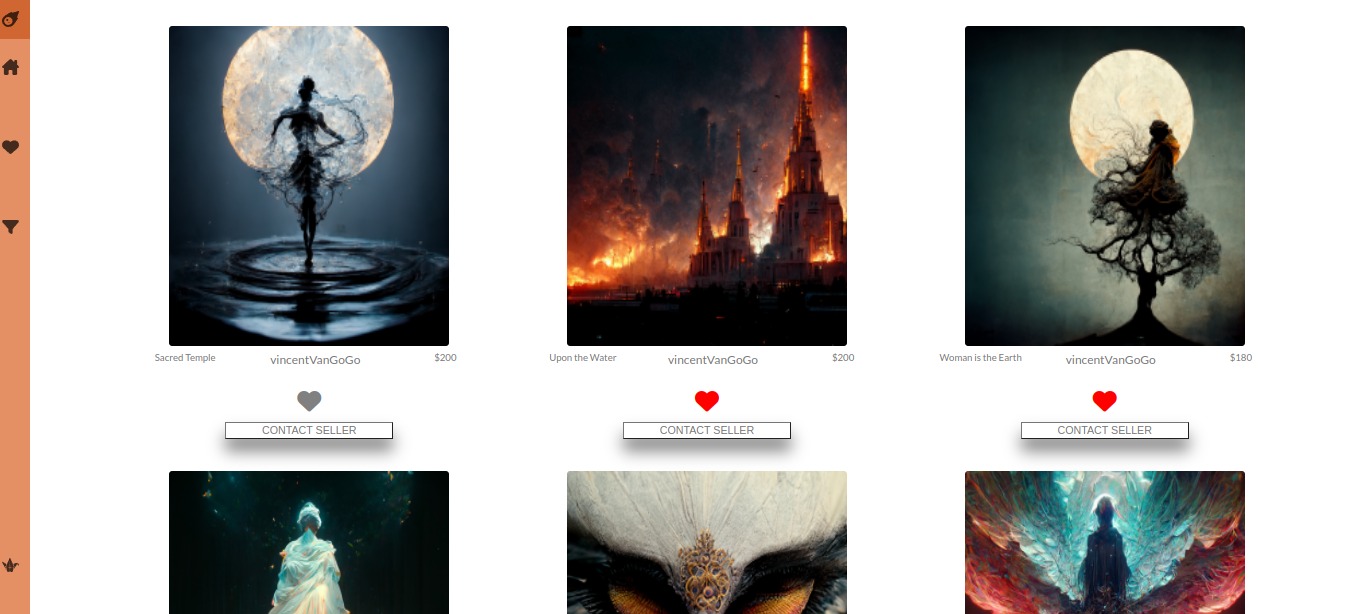 Sacred Temple vincentVanGoGo $200
Upon the Water vincentVanGoGo $200
Woman is the Earth vincentVanGoGo $180
CONTACT SELLER
CONTACT SELLER
CONTACT SELLER